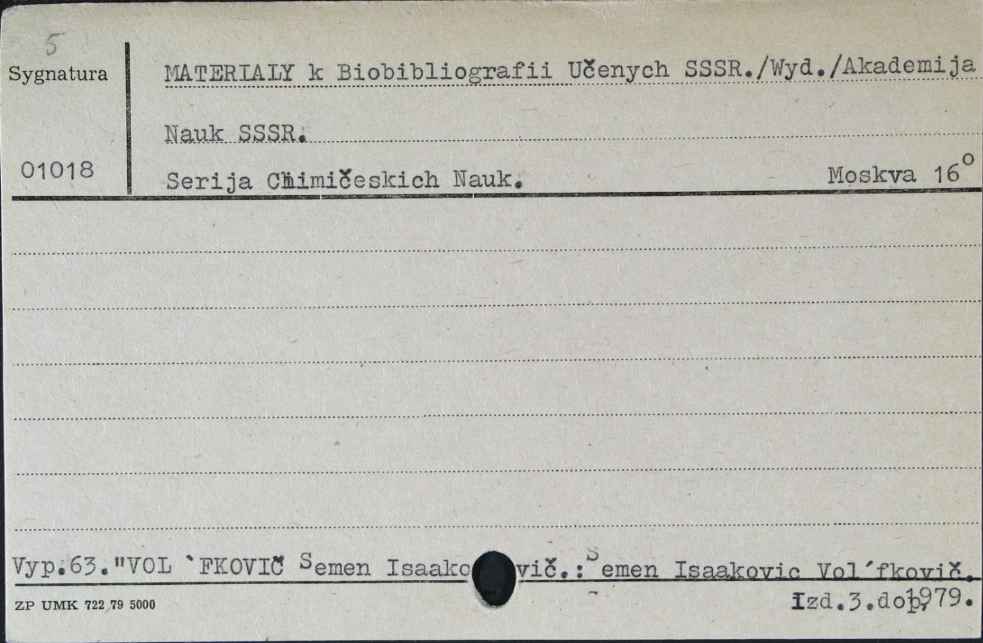 5
Sygnatura
MATERIALY k Biobibliografii Učenych SSSR./Wyd./Akademija
Nauk SSSR.
01018
Serija Chimičeskich Nauk. Moskva 16o
Vyp.63."VOL `FKOVIČ Semen Isaako vič.: Semen Isaakovic Vol´fkovič.
ZP UMK 722 79 5000
Izd.3.dop,1979.